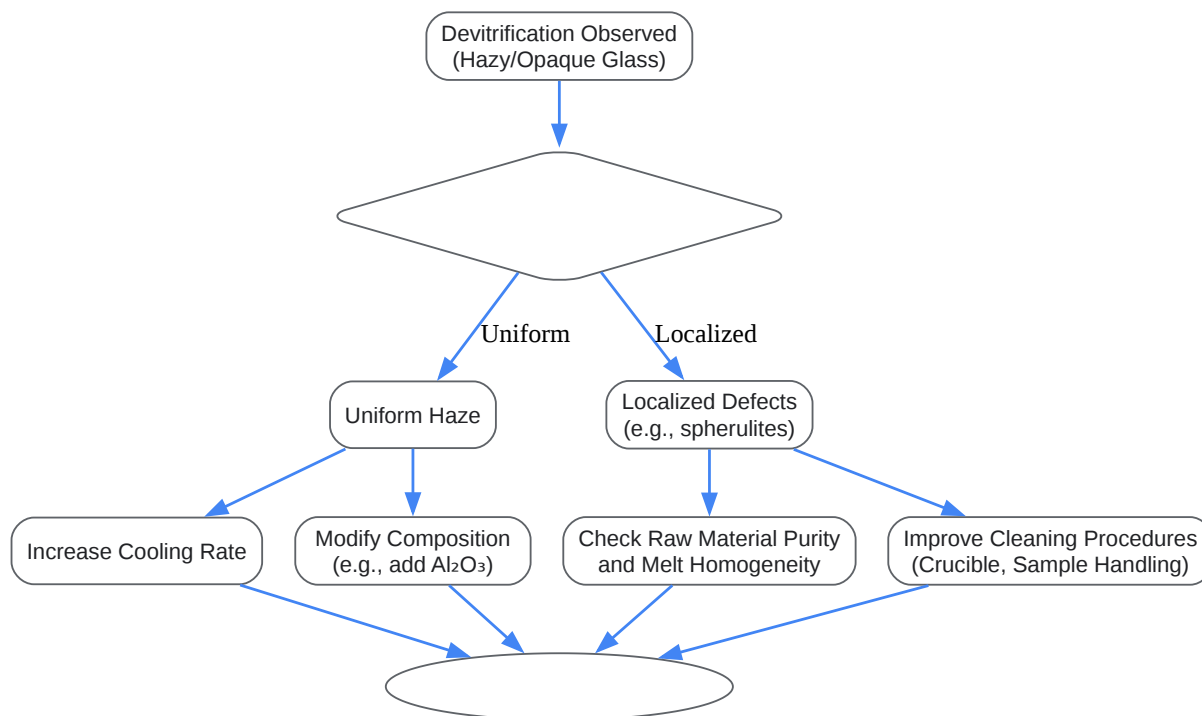 Devitrification Observed
(Hazy/Opaque Glass)
Uniform
Localized
Uniform Haze
Localized Defects
(e.g., spherulites)
Increase Cooling Rate
Modify Composition
(e.g., add Al₂O₃)
Check Raw Material Purity
and Melt Homogeneity
Improve Cleaning Procedures
(Crucible, Sample Handling)